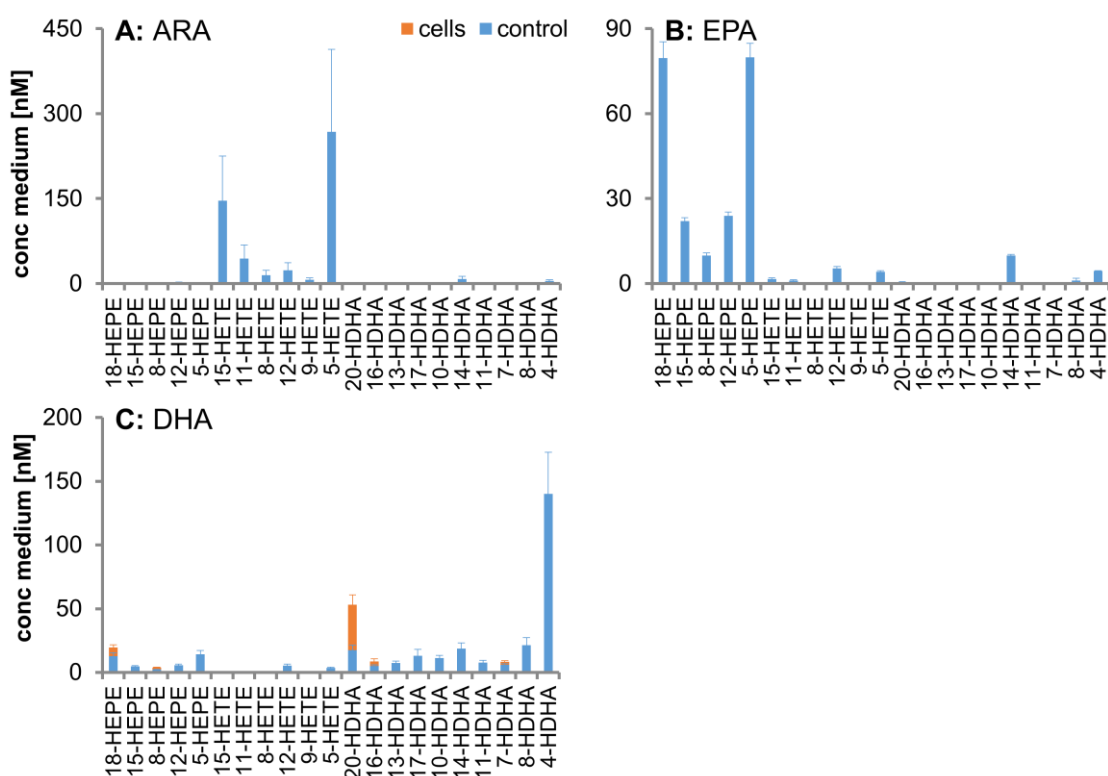 A: ARA
cells control
conc medium [nM]
450
300
150
0
18-HEPE
15-HEPE
8-HEPE
12-HEPE
5-HEPE
15-HETE
11-HETE
8-HETE
12-HETE
9-HETE
5-HETE
20-HDHA
16-HDHA
13-HDHA
17-HDHA
10-HDHA
14-HDHA
11-HDHA
7-HDHA
8-HDHA
4-HDHA
B: EPA
90
60
30
0
18-HEPE
15-HEPE
8-HEPE
12-HEPE
5-HEPE
15-HETE
11-HETE
8-HETE
12-HETE
9-HETE
5-HETE
20-HDHA
16-HDHA
13-HDHA
17-HDHA
10-HDHA
14-HDHA
11-HDHA
7-HDHA
8-HDHA
4-HDHA
C: DHA
conc medium [nM]
200
150
100
50
0
18-HEPE
15-HEPE
8-HEPE
12-HEPE
5-HEPE
15-HETE
11-HETE
8-HETE
12-HETE
9-HETE
5-HETE
20-HDHA
16-HDHA
13-HDHA
17-HDHA
10-HDHA
14-HDHA
11-HDHA
7-HDHA
8-HDHA
4-HDHA